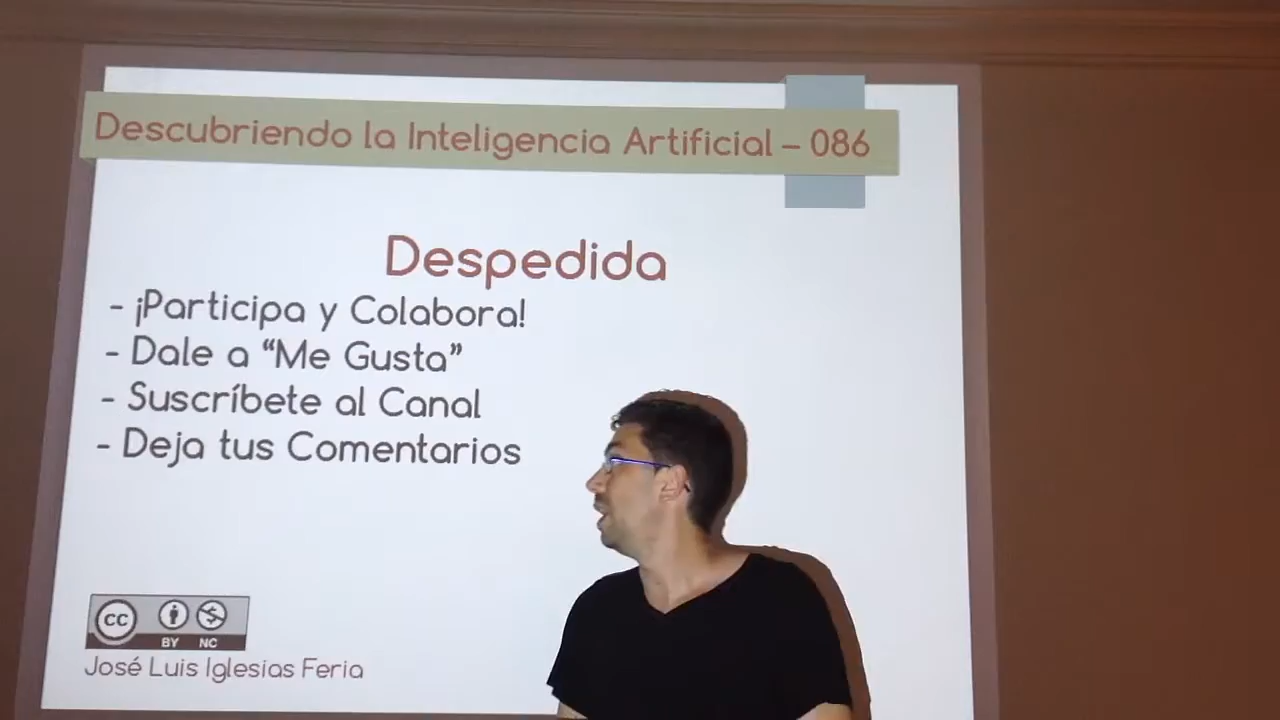 Descubriendo la Inteligencia Artificial – 086
Despedida
- ¡Participa y Colabora!
- Dale a “Me Gusta”
- Suscríbete al Canal
- Deja tus Comentarios
CC BY NC
José Luis Iglesias Feria